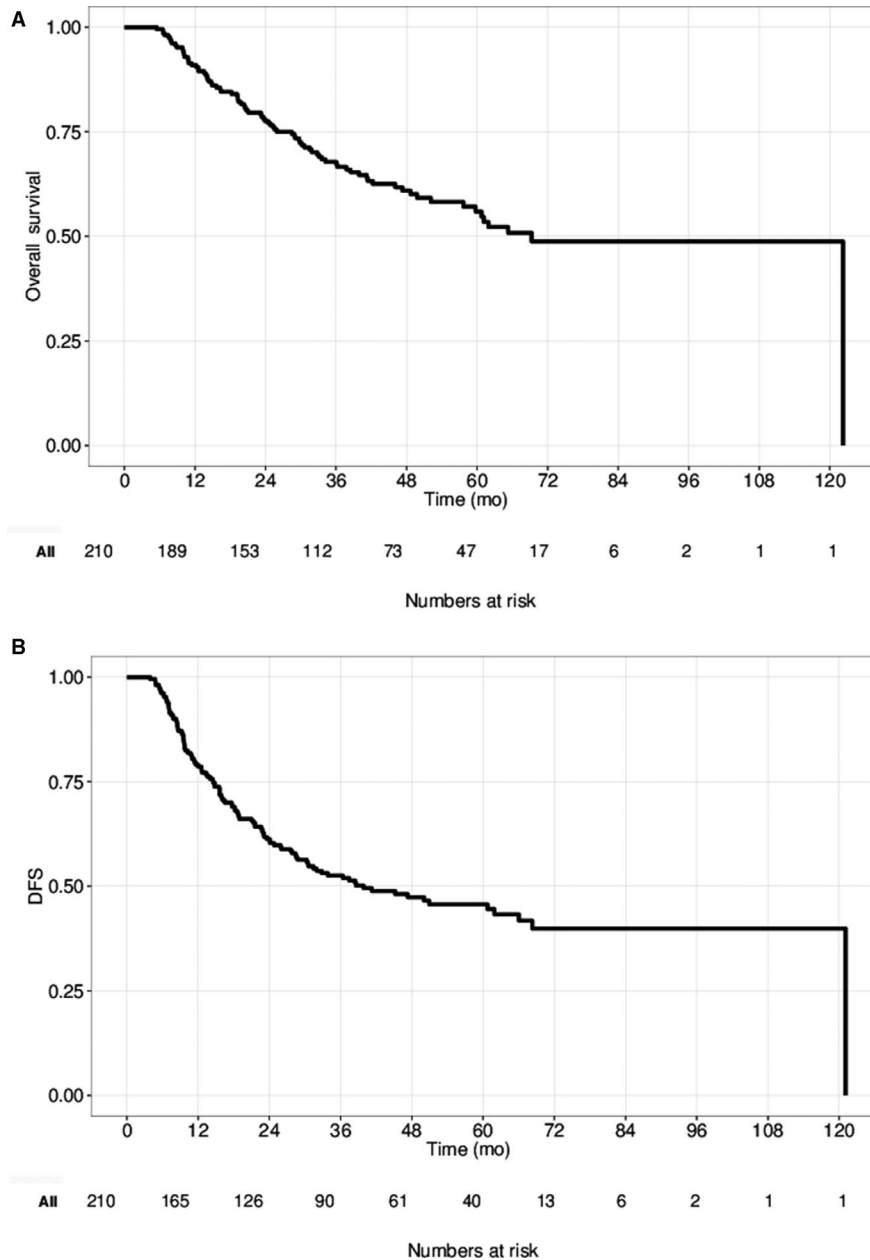 A
1.00
0.75
0.50
0.25
0.00
Overall survival
0 12 24 36 48 60 72 84 96 108 120
Time (mo)
All 210 189 153 112 73 47 17 6 2 1 1
Numbers at risk
B
1.00
0.75
0.50
0.25
0.00
DFS
0 12 24 36 48 60 72 84 96 108 120
Time (mo)
All 210 165 126 90 61 40 13 6 2 1 1
Numbers at risk